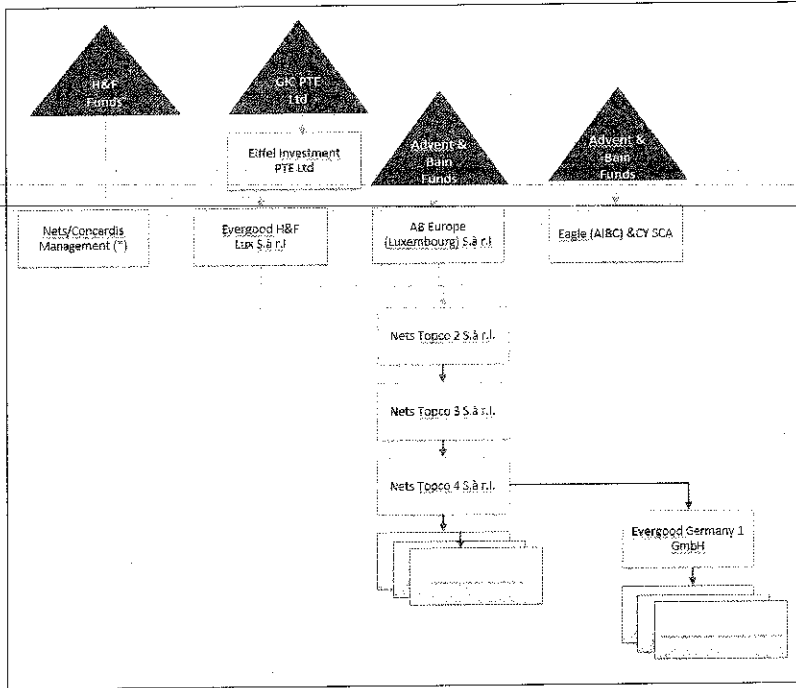 H&F
Funds
GIC PTE
Ltd
Advent &
Bain
Funds
Advent &
Bain
Funds
Eiffel Investment
PTE Ltd
Nets/Concardis
Management (*)
Evergood H&F
Lux S.à r.l
AB Europe
(Luxembourg) S.à r.l
Eagle (AIBC) &CY SCA
Nets Topco 2 S.à r.l.
Nets Topco 3 S.à r.l.
Nets Topco 4 S.à r.l.
Evergood Germany 1
GmbH